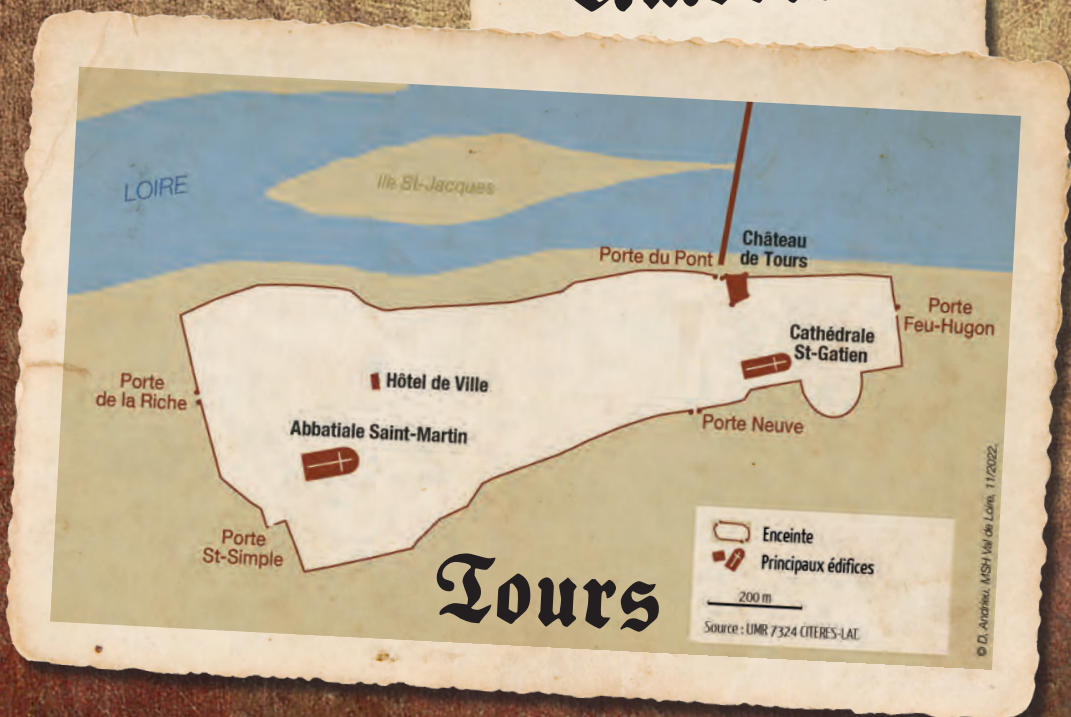 LOIRE
Ile St-Jacques
Château
de Tours
Porte du Pont
Porte
Feu-Hugon
Cathédrale
St-Gatien
Porte
de la Riche
Hôtel de Ville
Abbatiale Saint-Martin
Porte Neuve
Porte
St-Simple
Tours
Enceinte
Principaux édifices
200 m
Source : UMR 7324 CITERES-LAT.
© D. Andrieu, MSH Val de Loire, 11/2022.